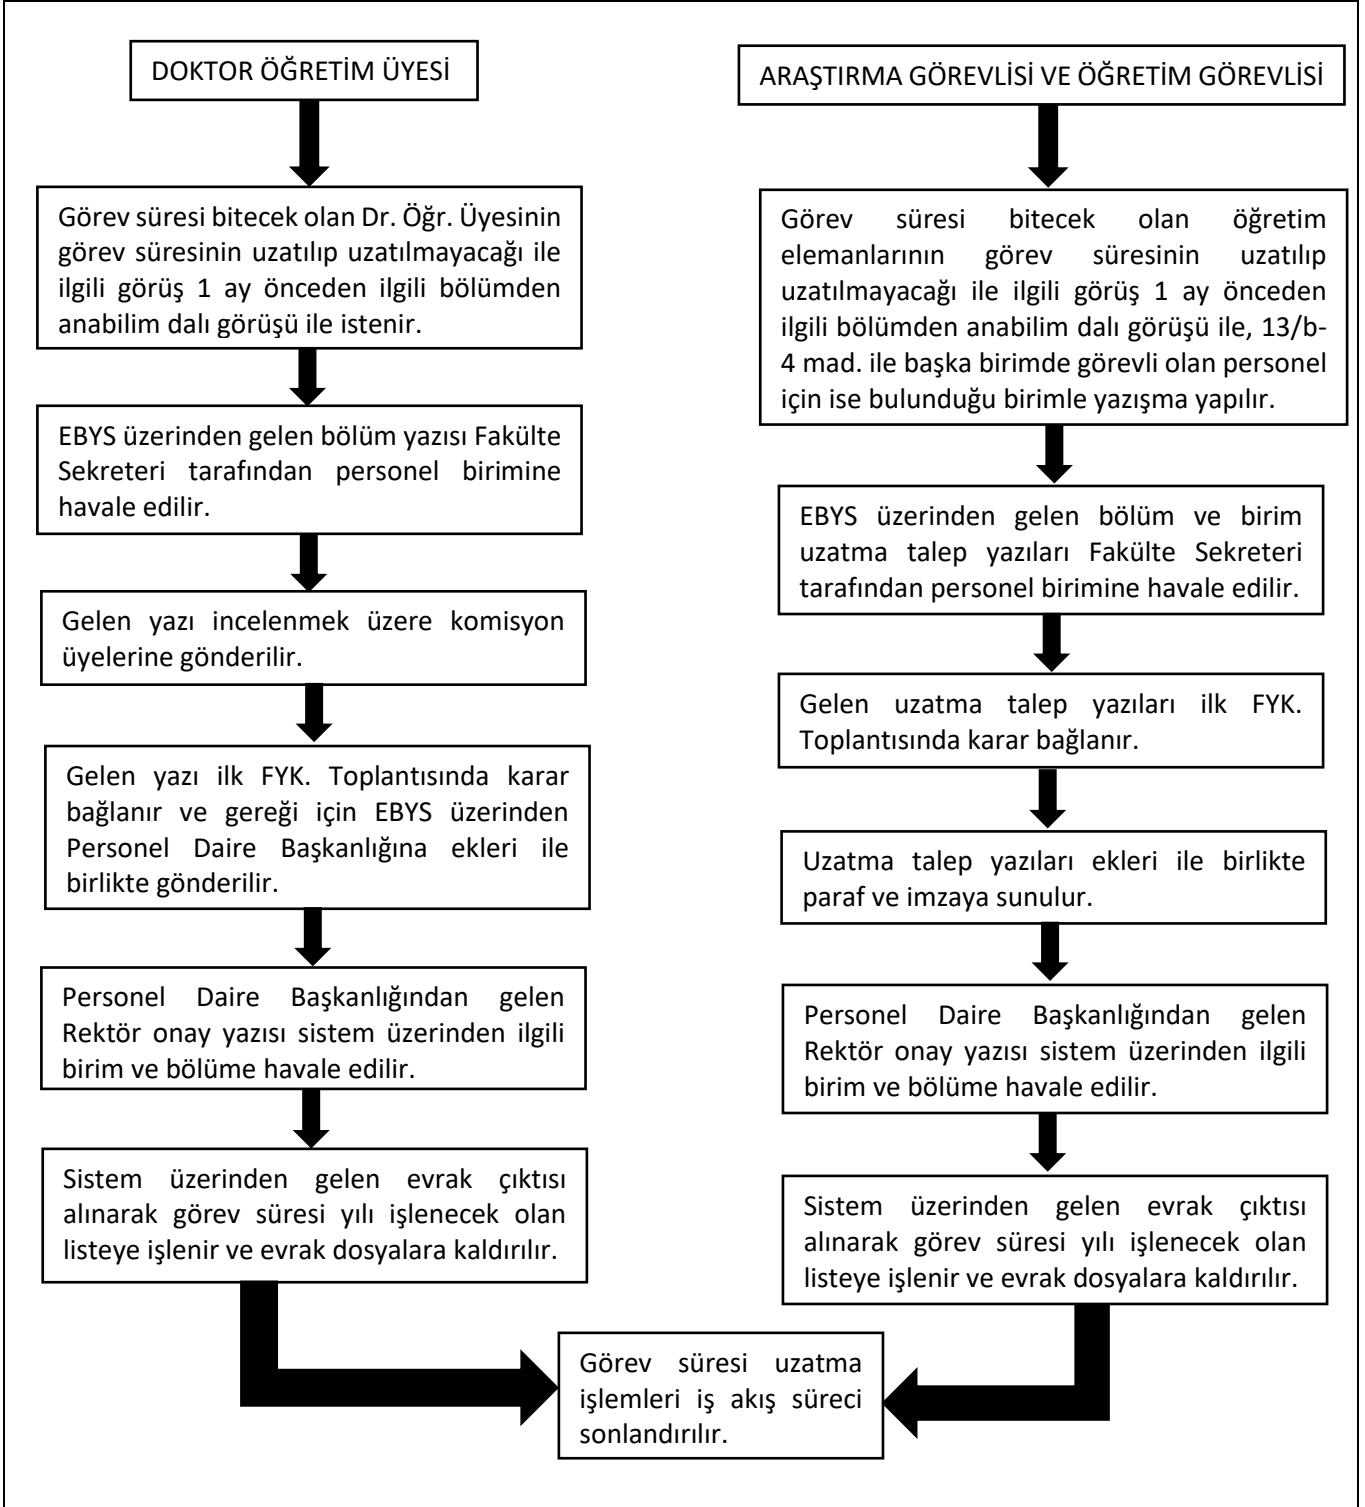 DOKTOR ÖĞRETİM ÜYESİ
Görev süresi bitecek olan Dr. Öğr. Üyesinin
görev süresinin uzatılıp uzatılmayacağı ile
ilgili görüş 1 ay önceden ilgili bölümden
anabilim dalı görüşü ile istenir.
EBYS üzerinden gelen bölüm yazısı Fakülte
Sekreteri tarafından personel birimine
havale edilir.
Gelen yazı incelenmek üzere komisyon
üyelerine gönderilir.
Gelen yazı ilk FYK. Toplantısında karar
bağlanır ve gereği için EBYS üzerinden
Personel Daire Başkanlığına ekleri ile
birlikte gönderilir.
Personel Daire Başkanlığından gelen
Rektör onay yazısı sistem üzerinden ilgili
birim ve bölüme havale edilir.
Sistem üzerinden gelen evrak çıktısı
alınarak görev süresi yılı işlenecek olan
listeye işlenir ve evrak dosyalara kaldırılır.
ARAŞTIRMA GÖREVLİSİ VE ÖĞRETİM GÖREVLİSİ
Görev süresi bitecek olan öğretim
elemanlarının görev süresinin uzatılıp
uzatılmayacağı ile ilgili görüş 1 ay önceden
ilgili bölümden anabilim dalı görüşü ile, 13/b-
4 mad. ile başka birimde görevli olan personel
için ise bulunduğu birimle yazışma yapılır.
EBYS üzerinden gelen bölüm ve birim
uzatma talep yazıları Fakülte Sekreteri
tarafından personel birimine havale edilir.
Gelen uzatma talep yazıları ilk FYK.
Toplantısında karar bağlanır.
Uzatma talep yazıları ekleri ile birlikte
paraf ve imzaya sunulur.
Personel Daire Başkanlığından gelen
Rektör onay yazısı sistem üzerinden ilgili
birim ve bölüme havale edilir.
Sistem üzerinden gelen evrak çıktısı
alınarak görev süresi yılı işlenecek olan
listeye işlenir ve evrak dosyalara kaldırılır.
Görev süresi uzatma
işlemleri iş akış süreci
sonlandırılır.